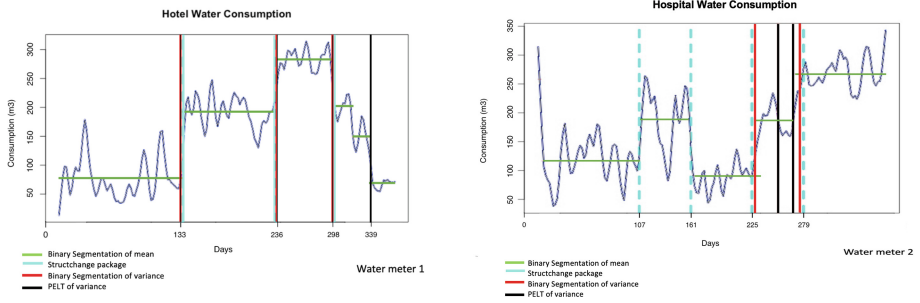 Hotel Water Consumption
Consumption (m3)
300
250
200
150
100
50
0
133
236
298
339
Days
Binary Segmentation of mean
Structchange package
Binary Segmentation of variance
PELT of variance
Water meter 1
Hospital Water Consumption
Consumption (m3)
350
300
250
200
150
100
50
0
107
161
225
279
Days
Binary Segmentation of mean
Structchange package
Binary Segmentation of variance
PELT of variance
Water meter 2